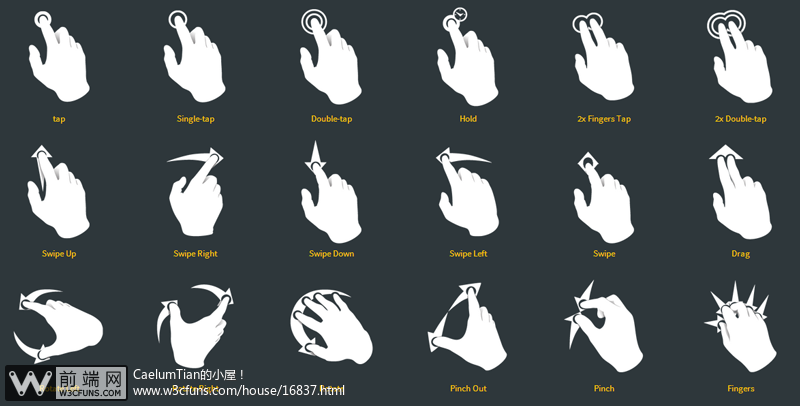 tap
Single-tap
Double-tap
Hold
2x Fingers Tap
2x Double-tap
Swipe Up
Swipe Right
Swipe Down
Swipe Left
Swipe
Drag
Pinch Out
Pinch
Fingers
W 前端网
W3CFUNS.COM
CaelumTian的小屋！
www.w3cfuns.com/house/16837.html